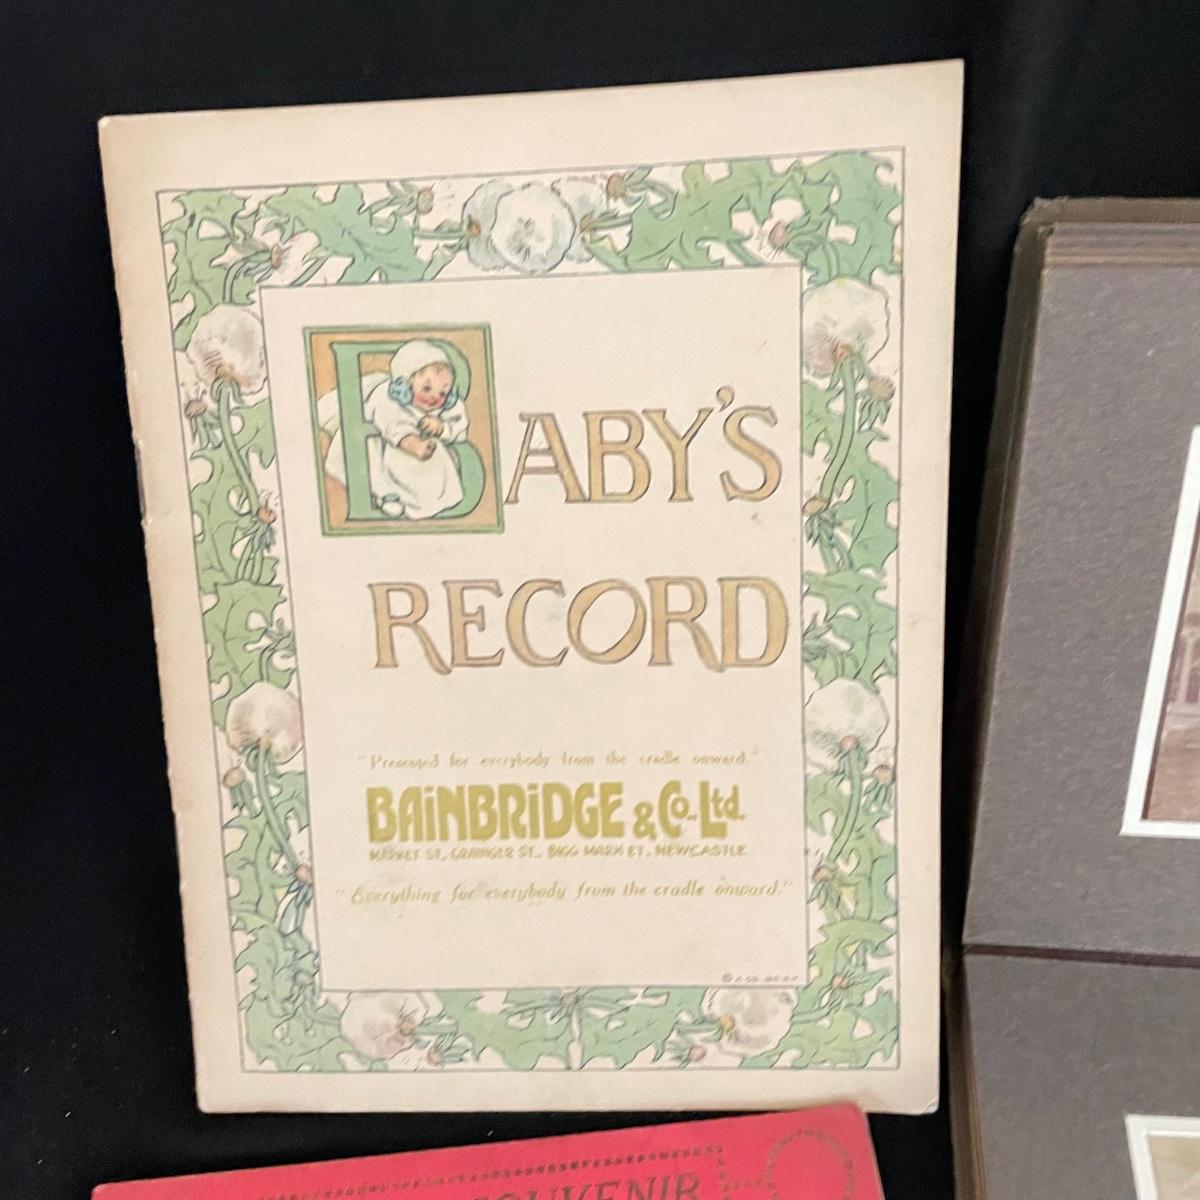 BABY'S
RECORD
"Presented for everybody from the cradle onward."
BAiNBRiDGE & Co. Ltd.
MARKET ST., GRAINGER ST., BIGG MARKET, NEWCASTLE
"Everything for everybody from the cradle onward."
SOUVENIR